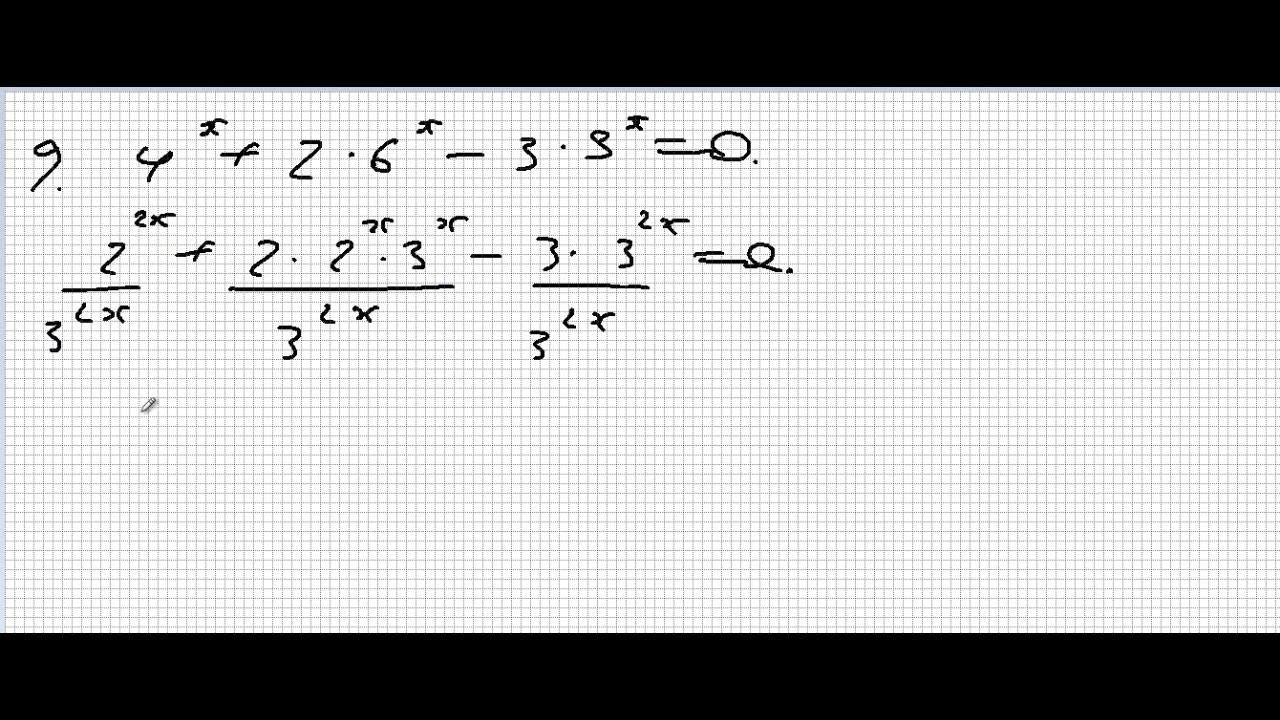 9. 4^x + 2 · 6^x − 3 · 9^x = 0.
2^{2x}/3^{2x} + 2 · 2^x · 3^x/3^{2x} − 3 · 3^{2x}/3^{2x} = 0.